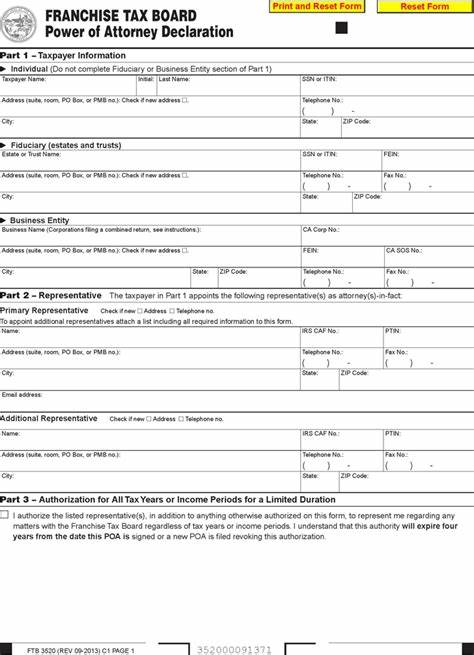 Print and Reset Form
Reset Form
FRANCHISE TAX BOARD
Power of Attorney Declaration
Part 1 – Taxpayer Information
► Individual (Do not complete Fiduciary or Business Entity section of Part 1)
Taxpayer Name: Initial: Last Name: SSN or ITIN:
Address (suite, room, PO Box, or PMB no.): Check if new address ☐. Telephone No.:
( ) -
City: State: ZIP Code:
► Fiduciary (estates and trusts)
Estate or Trust Name: SSN or ITIN: FEIN:
Address (suite, room, PO Box, or PMB no.): Check if new address ☐. Telephone No.: Fax No.:
( ) - ( ) -
City: State: ZIP Code:
► Business Entity
Business Name (Corporations filing a combined return, see instructions.): CA Corp No.:
Address (suite, room, PO Box, or PMB no.): Check if new address ☐. FEIN: CA SOS No.:
City: State: ZIP Code: Telephone No.: Fax No.:
( ) - ( ) -
Part 2 – Representative The taxpayer in Part 1 appoints the following representative(s) as attorney(s)-in-fact:
Primary Representative Check if new ☐ Address ☐ Telephone no.
To appoint additional representatives attach a list including all required information to this form.
Name: IRS CAF No.: PTIN:
Address (suite, room, PO Box, or PMB no.): Telephone No.: Fax No.:
( ) - ( ) -
City: State: ZIP Code:
Email address:
Additional Representative Check if new ☐ Address ☐ Telephone no.
Name: IRS CAF No.: PTIN:
Address (suite, room, PO Box, or PMB no.): Telephone No.: Fax No.:
( ) - ( ) -
City: State: ZIP Code:
Part 3 – Authorization for All Tax Years or Income Periods for a Limited Duration
☐ I authorize the listed representative(s), in addition to anything otherwise authorized on this form, to represent me regarding any
matters with the Franchise Tax Board regardless of tax years or income periods. I understand that this authority will expire four
years from the date this POA is signed or a new POA is filed revoking this authorization.
FTB 3520 (REV 09-2013) C1 PAGE 1
352000091371